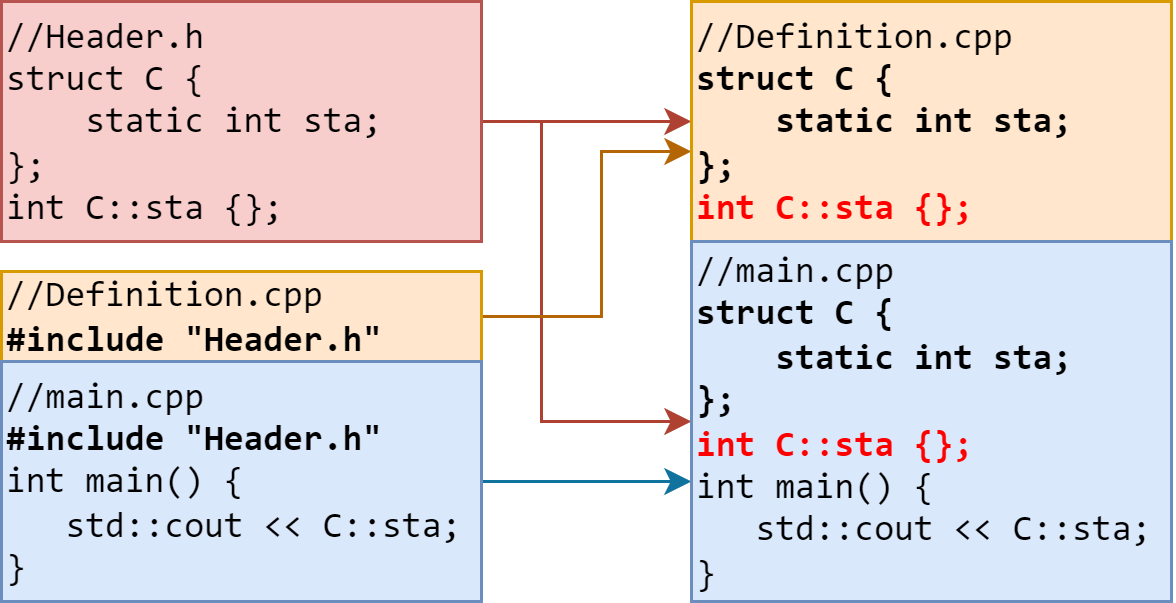 //Header.h
struct C {
    static int sta;
};
int C::sta {};
//Definition.cpp
#include "Header.h"
//main.cpp
#include "Header.h"
int main() {
   std::cout << C::sta;
}
//Definition.cpp
struct C {
    static int sta;
};
int C::sta {};
//main.cpp
struct C {
    static int sta;
};
int C::sta {};
int main() {
   std::cout << C::sta;
}